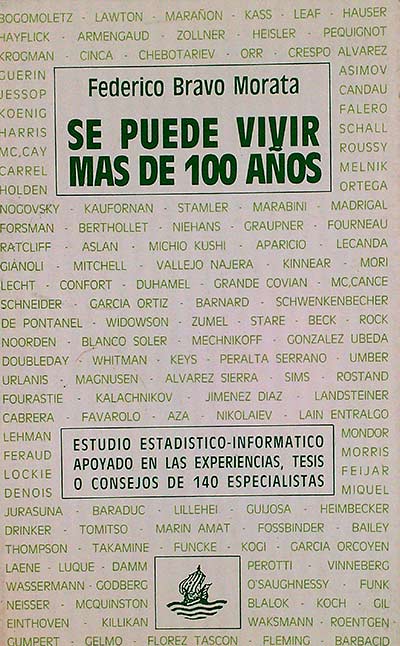 BOGOMOLETZ - LAWTON - MARAÑON - KASS - LEAF - HAUSER
HAYFLICK - ARMENGAUD - ZOLLNER - HEISLER - PEQUIGNOT
KROGMAN - CINCA - CHEBOTARIEV - ORR - CRESPO ALVAREZ
GUERIN
JESSOP
KOENIG
HARRIS
MC,CAY
CARREL
HOLDEN
Federico Bravo Morata
SE PUEDE VIVIR
MAS DE 100 AÑOS
ASIMOV
CANDAU
FALERO
SCHALL
ROUSSY
MELNIK
ORTEGA
NOGOVSKY - KAUFORNAN - STAMLER - MARABINI - MADRIGAL
FORSMAN - BERTHOLLET - NIEHANS - GRAUPNER - FOURNEAU
RATCLIFF - ASLAN - MICHIO KUSHI - APARICIO - LECANDA
GIANOLI - MITCHELL - VALLEJO NAJERA - KINNEAR - MORI
LECHT - CONFORT - DUHAMEL - GRANDE COVIAN - MC,CANCE
SCHNEIDER - GARCIA ORTIZ - BARNARD - SCHWENKENBECHER
DE PONTANEL - WIDOWSON - ZUMEL - STARE - BECK - ROCK
NOORDEN - BLANCO SOLER - MECHNIKOFF - GONZALEZ UBEDA
DOUBLEDAY - WHITMAN - KEYS - PERALTA SERRANO - UMBER
URLANIS - MAGNUSEN - ALVAREZ SIERRA - SIMS - ROSTAND
FOURASTIE - KALACHNIKOV - JIMENEZ DIAZ - LANDSTEINER
CABRERA - FAVAROLO - AZA - NIKOLAIEV - LAIN ENTRALGO
LEHMAN
FERAUD
LOCKIE
DENOIS
ESTUDIO ESTADISTICO-INFORMATICO
APOYADO EN LAS EXPERIENCIAS, TESIS
O CONSEJOS DE 140 ESPECIALISTAS
MONDOR
MORRIS
FEIJAR
MIQUEL
JURASUNA - BARADUC - LILLEHEI - GUJOSA - HEIMBECKER
DRINKER - TOMITSO - MARIN AMAT - FOSSBINDER - BAILEY
THOMPSON - TAKAMINE - FUNCKE - KOGI - GARCIA ORCOYEN
LAENE - LUQUE - DAMM
WASSERMANN - GODBERG
NEISSER - MCQUINSTON
EINTHOVEN - KILLIKAN
PEROTTI - VINNEBERG
O'SAUGHNESSY - FUNK
BLALOK - KOCH - GIL
WAKSMANN - ROENTGEN-
GUMPERT - GELMO - FLOREZ TASCON - FLEMING - BARBACID